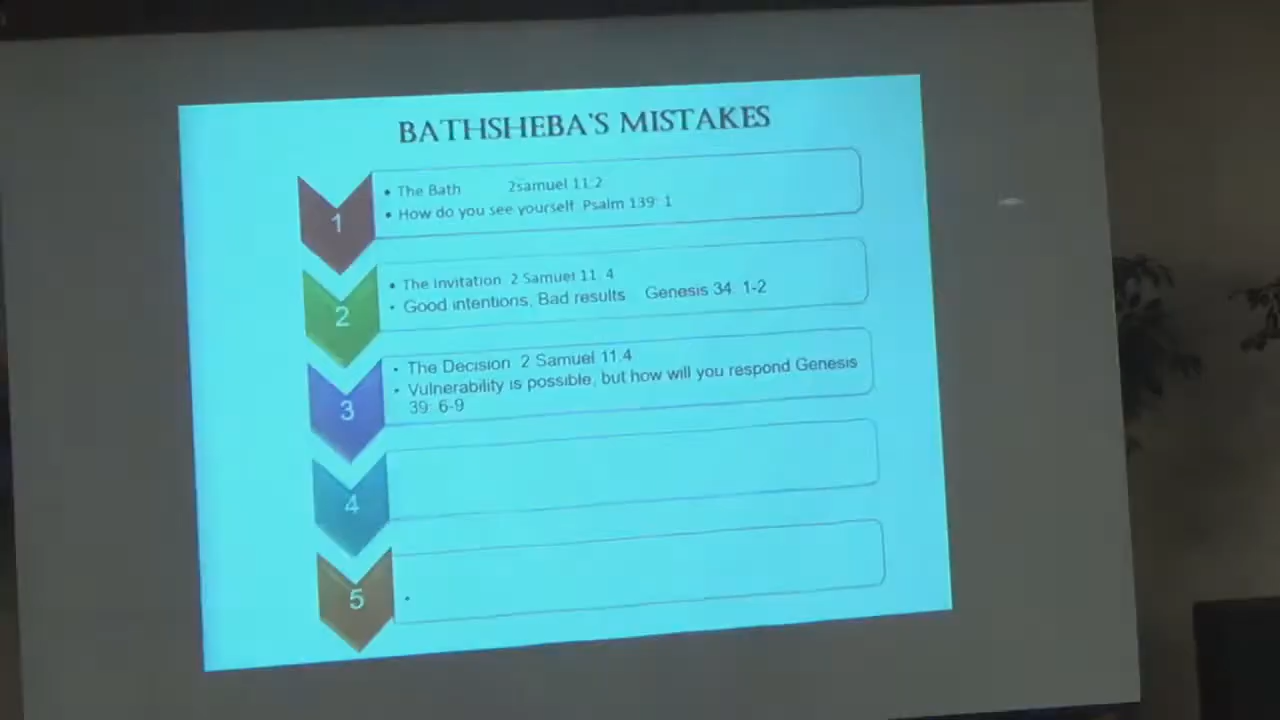 BATHSHEBA'S MISTAKES
1
• The Bath 2samuel 11:2
• How do you see yourself Psalm 139: 1
2
• The Invitation 2 Samuel 11: 4
• Good intentions, Bad results Genesis 34: 1-2
3
• The Decision 2 Samuel 11:4
• Vulnerability is possible, but how will you respond Genesis
39: 6-9
4
5
•